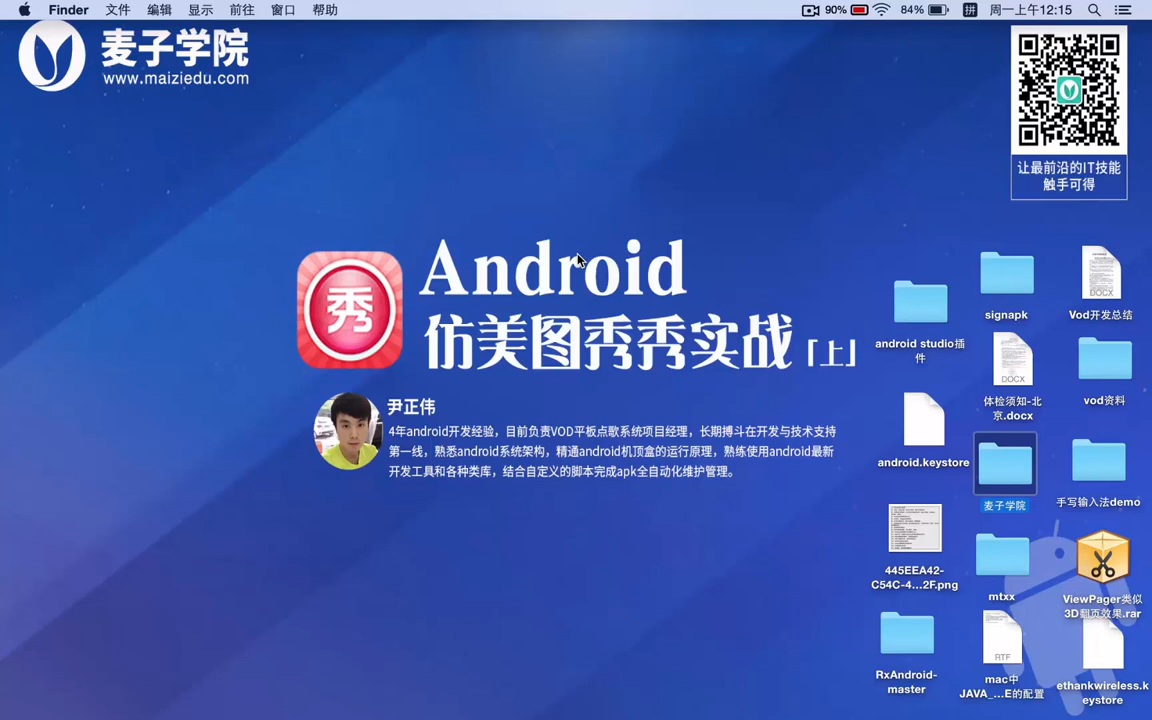 Finder 文件 编辑 显示 前往 窗口 帮助 90% 84% 拼 周一上午12:15
麦子学院
www.maiziedu.com
让最前沿的IT技能
触手可得
Android
仿美图秀秀实战「上」
秀
尹正伟
4年android开发经验，目前负责VOD平板点歌系统项目经理，长期搏斗在开发与技术支持
第一线，熟悉android系统架构，精通android机顶盒的运行原理，熟练使用android最新
开发工具和各种类库，结合自定义的脚本完成apk全自动化维护管理。
signapk
DOCX
Vod开发总结
android studio插
件
DOCX
体检须知-北
京.docx
vod资料
android.keystore
麦子学院
手写输入法demo
445EEA42-
C54C-4...2F.png
mtxx
ViewPager类似
3D翻页效果.rar
RxAndroid-
master
RTF
mac中
JAVA_...E的配置
ethankwireless.k
eystore